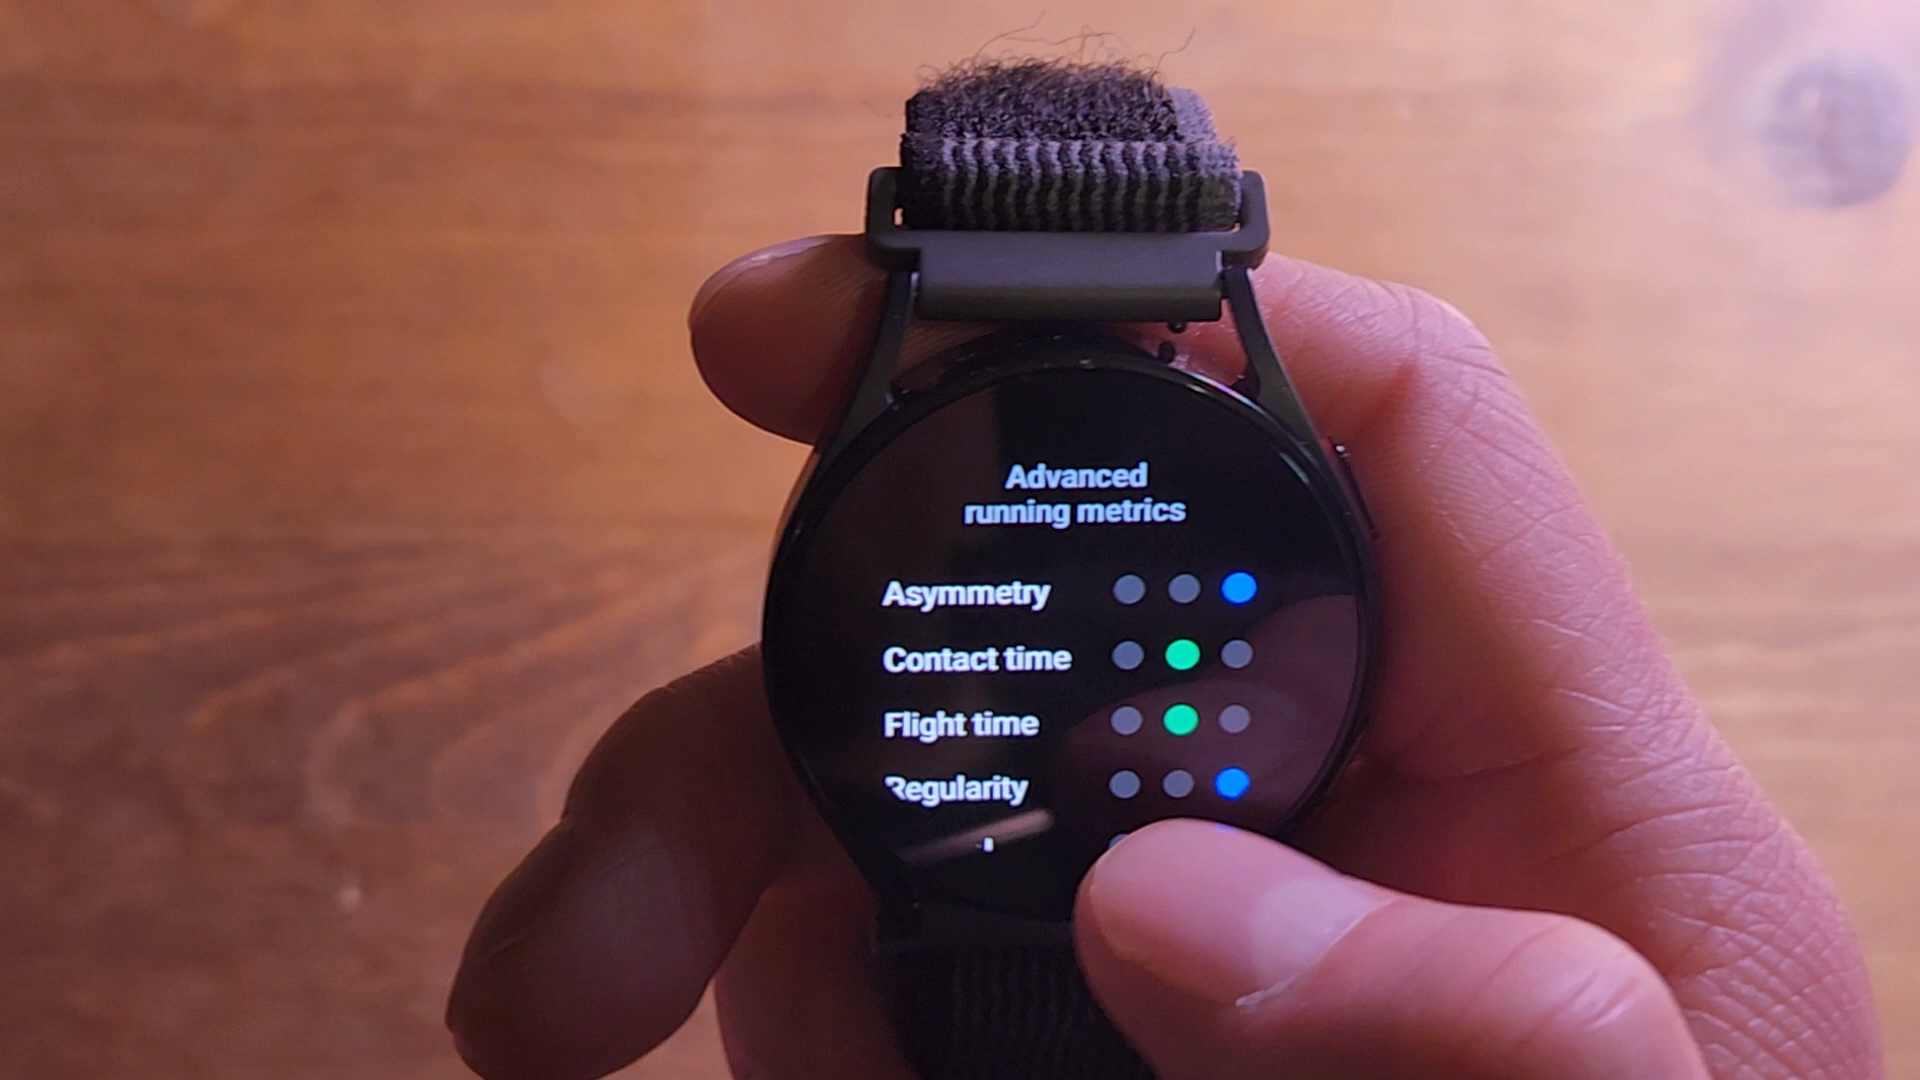 Advanced
running metrics
Asymmetry
Contact time
Flight time
Regularity